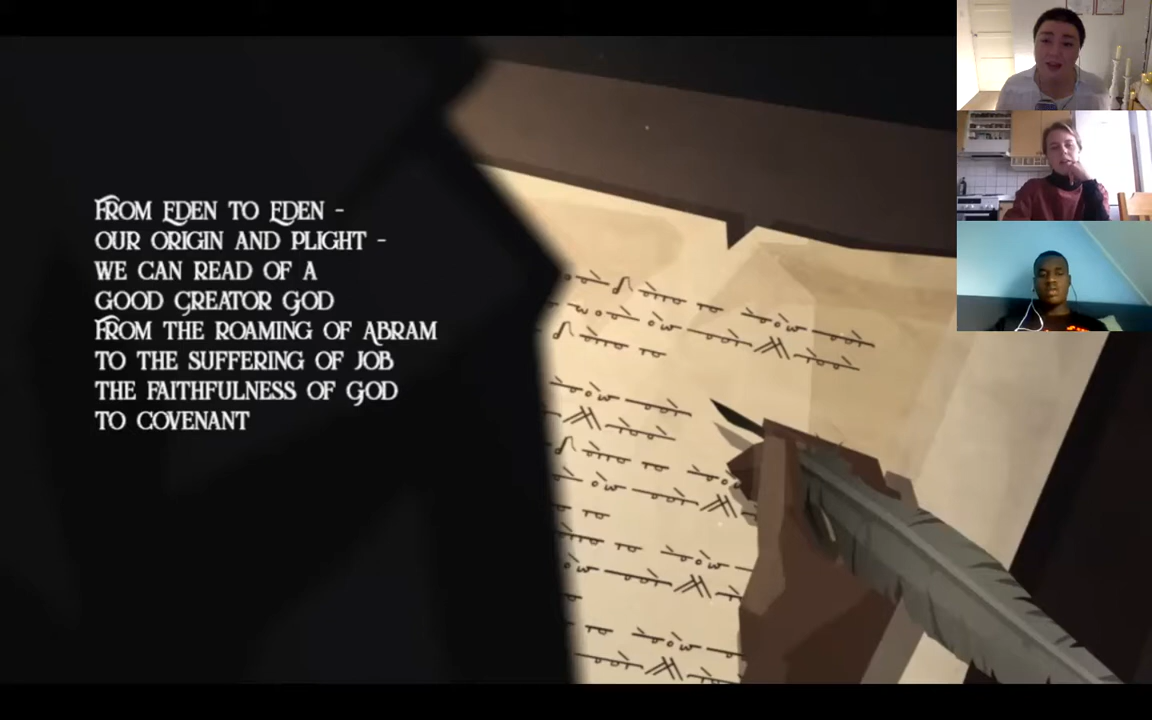 From Eden to Eden -
our origin and plight -
we can read of a
good Creator God
From the roaming of Abram
to the suffering of Job
the faithfulness of God
to covenant